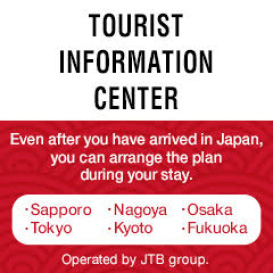 TOURIST
INFORMATION
CENTER
Even after you have arrived in Japan,
you can arrange the plan
during your stay.
･Sapporo ･Nagoya ･Osaka
･Tokyo ･Kyoto ･Fukuoka
Operated by JTB group.